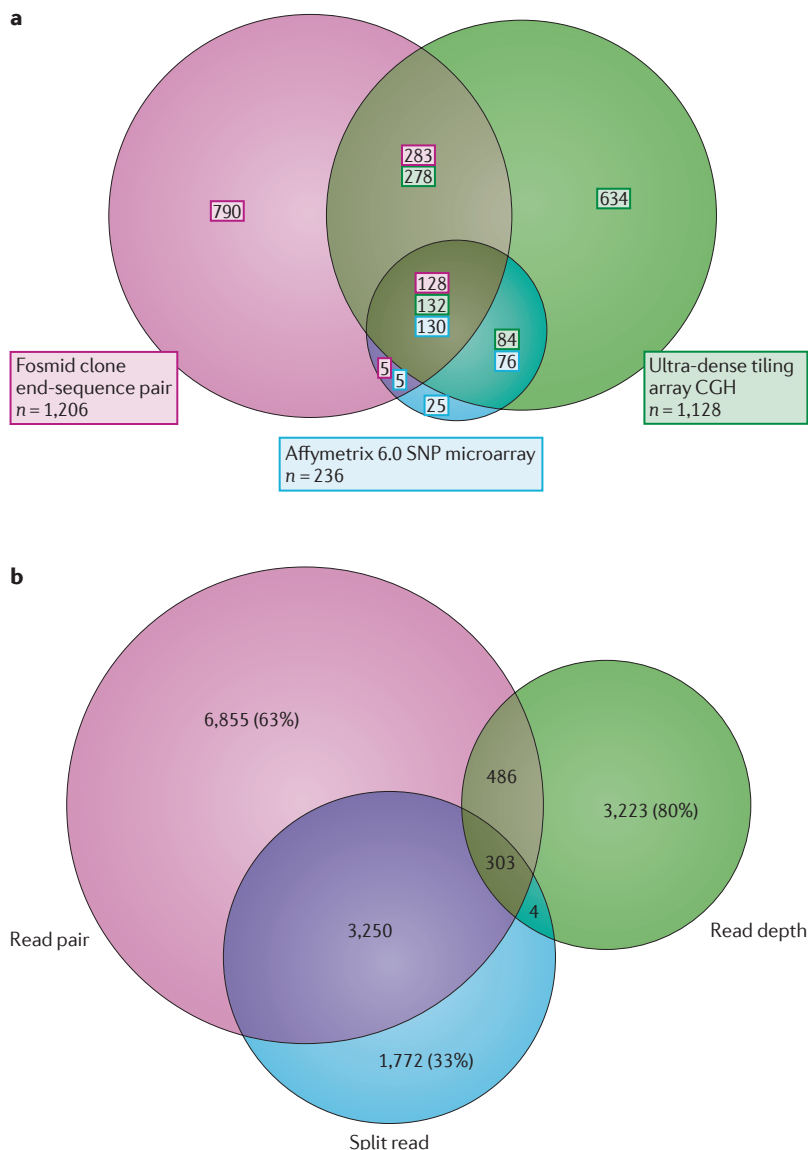 a
283
278
790
634
128
132
130
84
76
5
5
25
Fosmid clone
end-sequence pair
n = 1,206
Ultra-dense tiling
array CGH
n = 1,128
Affymetrix 6.0 SNP microarray
n = 236
b
6,855 (63%)
486
3,223 (80%)
303
4
3,250
Read pair
Read depth
1,772 (33%)
Split read